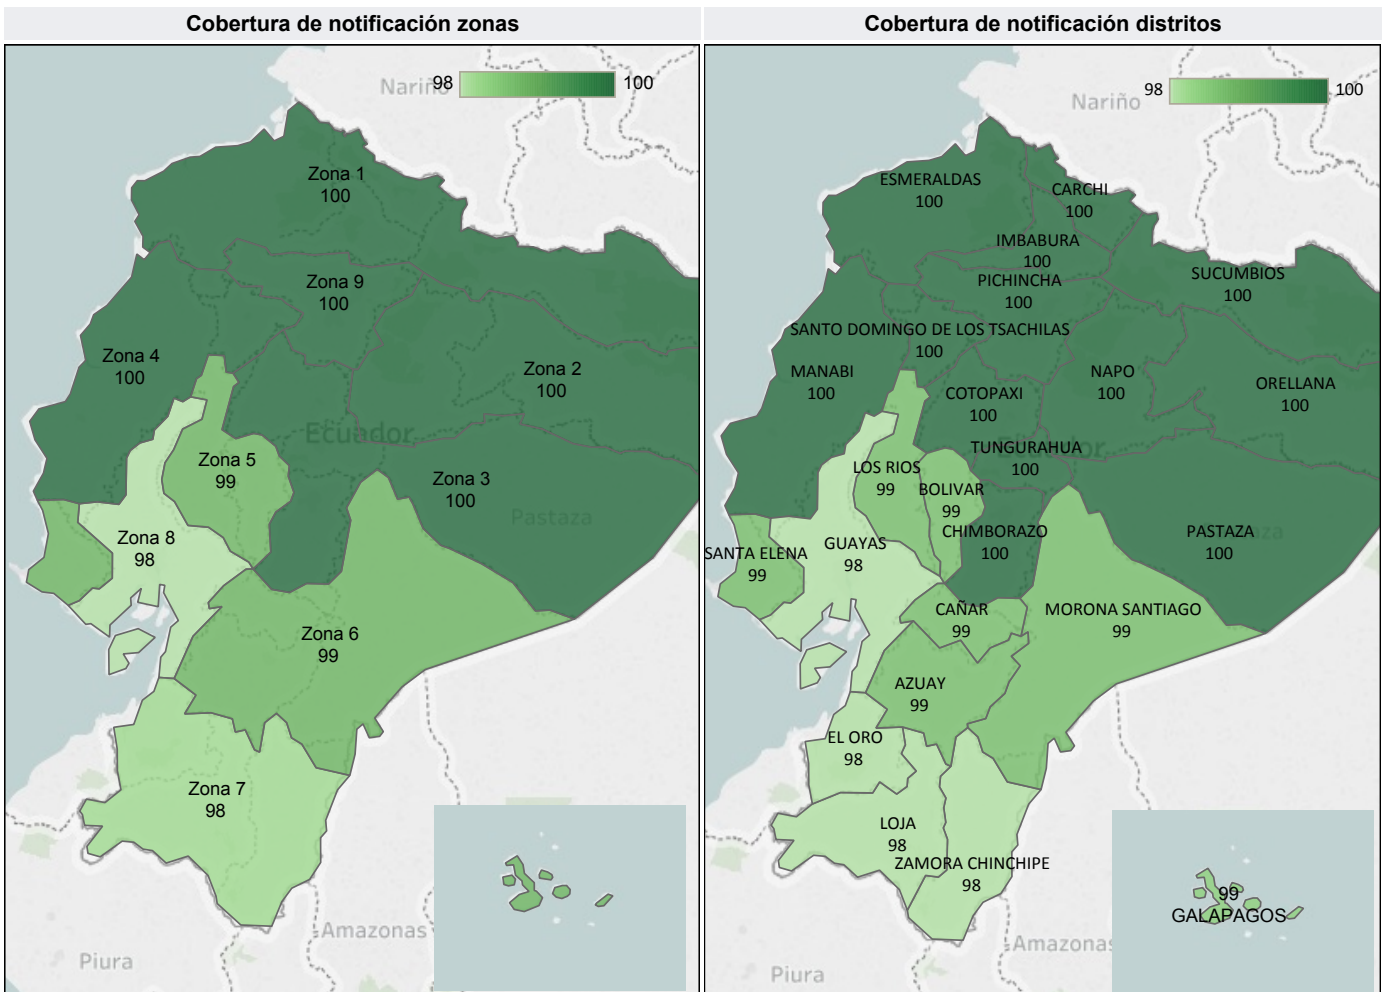 Cobertura de notificación zonas
98
100
Nariño
Zona 1
100
Zona 9
100
Zona 4
100
Zona 2
100
Ecuador
Zona 5
99
Zona 3
100
Pastaza
Zona 8
98
Zona 6
99
Zona 7
98
Amazonas
Piura
Cobertura de notificación distritos
98
100
Nariño
ESMERALDAS
100
CARCHI
100
IMBABURA
100
PICHINCHA
100
SUCUMBIOS
100
SANTO DOMINGO DE LOS TSACHILAS
100
MANABI
100
NAPO
100
COTOPAXI
100
ORELLANA
100
Ecuador
TUNGURAHUA
100
LOS RIOS
99
BOLIVAR
99
CHIMBORAZO
100
PASTAZA
100
Pastaza
GUAYAS
98
SANTA ELENA
99
CAÑAR
99
MORONA SANTIAGO
99
AZUAY
99
EL ORO
98
LOJA
98
ZAMORA CHINCHIPE
98
99
GALAPAGOS
Amazonas
Piura